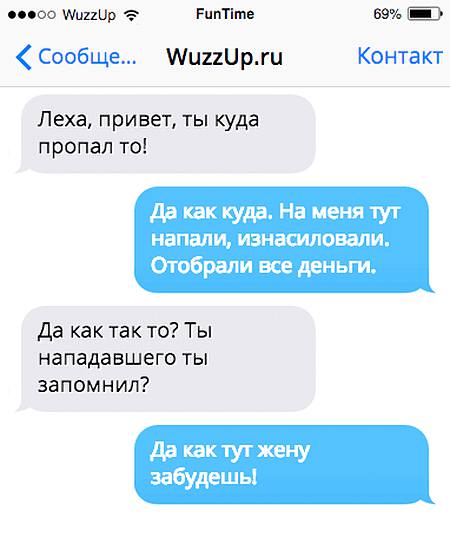 WuzzUp FunTime 69%
Сообще... WuzzUp.ru Контакт
Леха, привет, ты куда
пропал то!
Да как куда. На меня тут
напали, изнасиловали.
Отобрали все деньги.
Да как так то? Ты
нападавшего ты
запомнил?
Да как тут жену
забудешь!